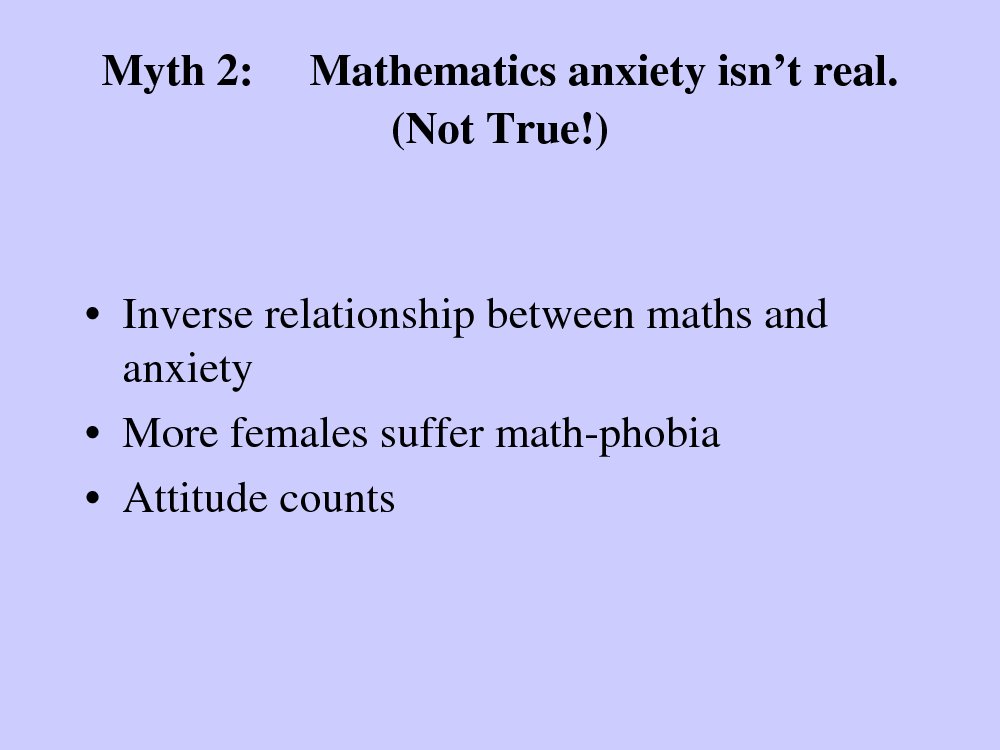 Myth 2: Mathematics anxiety isn’t real.
(Not True!)
• Inverse relationship between maths and
anxiety
• More females suffer math-phobia
• Attitude counts